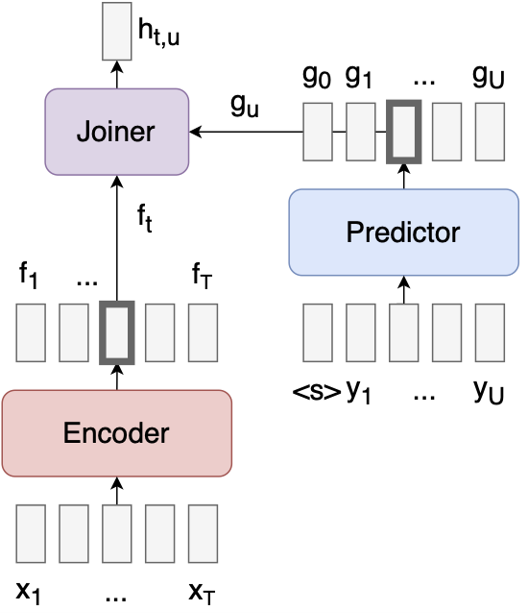 h_{t,u}
g_0 g_1 ... g_U
Joiner
g_u
f_t
Predictor
f_1 ... f_T
<s> y_1 ... y_U
Encoder
x_1 ... x_T